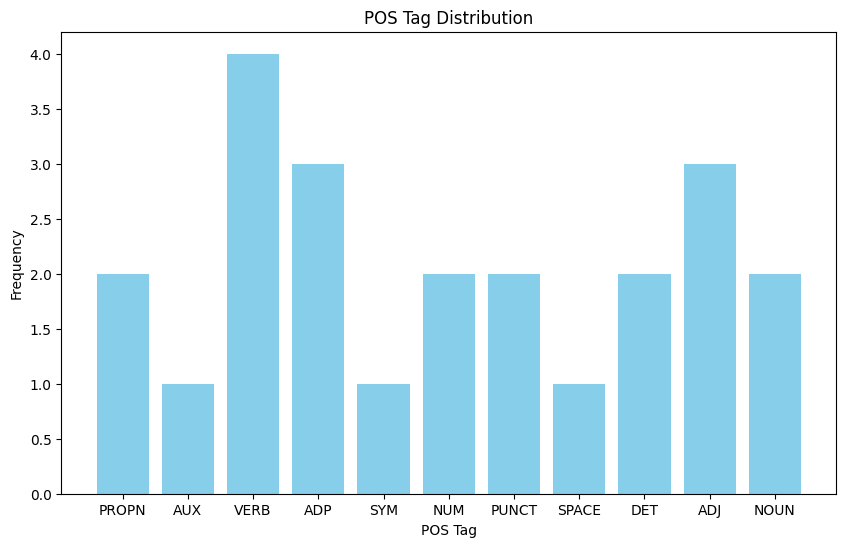 POS Tag Distribution
Frequency
4.0
3.5
3.0
2.5
2.0
1.5
1.0
0.5
0.0
PROPN AUX VERB ADP SYM NUM PUNCT SPACE DET ADJ NOUN
POS Tag